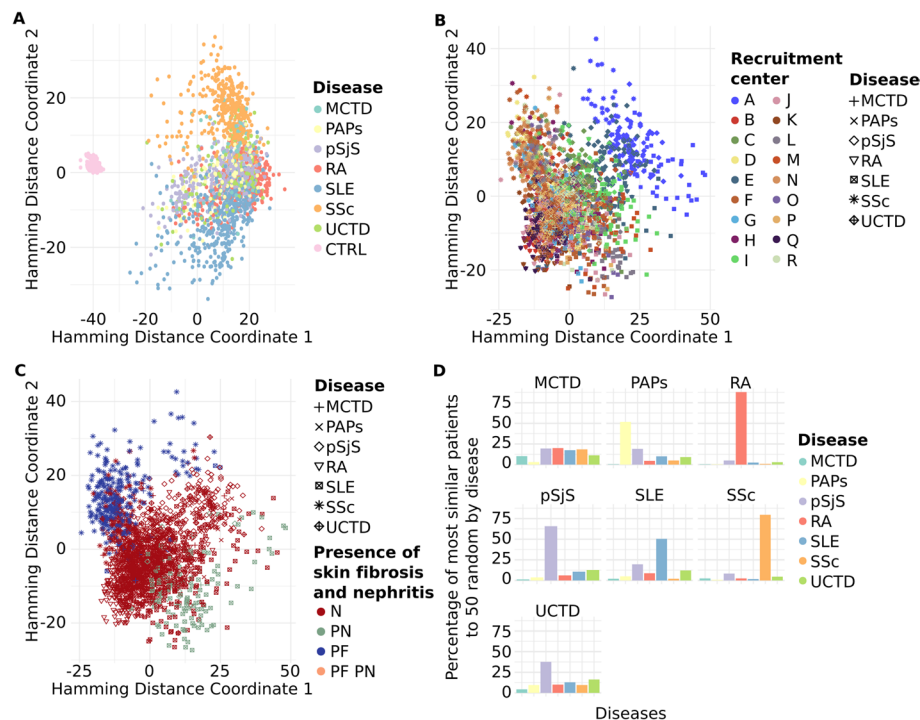 A
Hamming Distance Coordinate 2
20
0
-20
-40
-20
0
20
Hamming Distance Coordinate 1
Disease
MCTD
PAPs
pSjS
RA
SLE
SSc
UCTD
CTRL
B
Hamming Distance Coordinate 2
40
20
0
-20
-25
0
25
50
Hamming Distance Coordinate 1
Recruitment
center
A
B
C
D
E
F
G
H
I
J
K
L
M
N
O
P
Q
R
Disease
MCTD
PAPs
pSjS
RA
SLE
SSc
UCTD
C
Hamming Distance Coordinate 2
40
20
0
-20
-25
0
25
50
Hamming Distance Coordinate 1
Disease
MCTD
PAPs
pSjS
RA
SLE
SSc
UCTD
Presence of
skin fibrosis
and nephritis
N
PN
PF
PF PN
D
Percentage of most similar patients
to 50 random by disease
MCTD
PAPs
RA
75
50
25
0
pSjS
SLE
SSc
75
50
25
0
UCTD
75
50
25
0
Diseases
Disease
MCTD
PAPs
pSjS
RA
SLE
SSc
UCTD